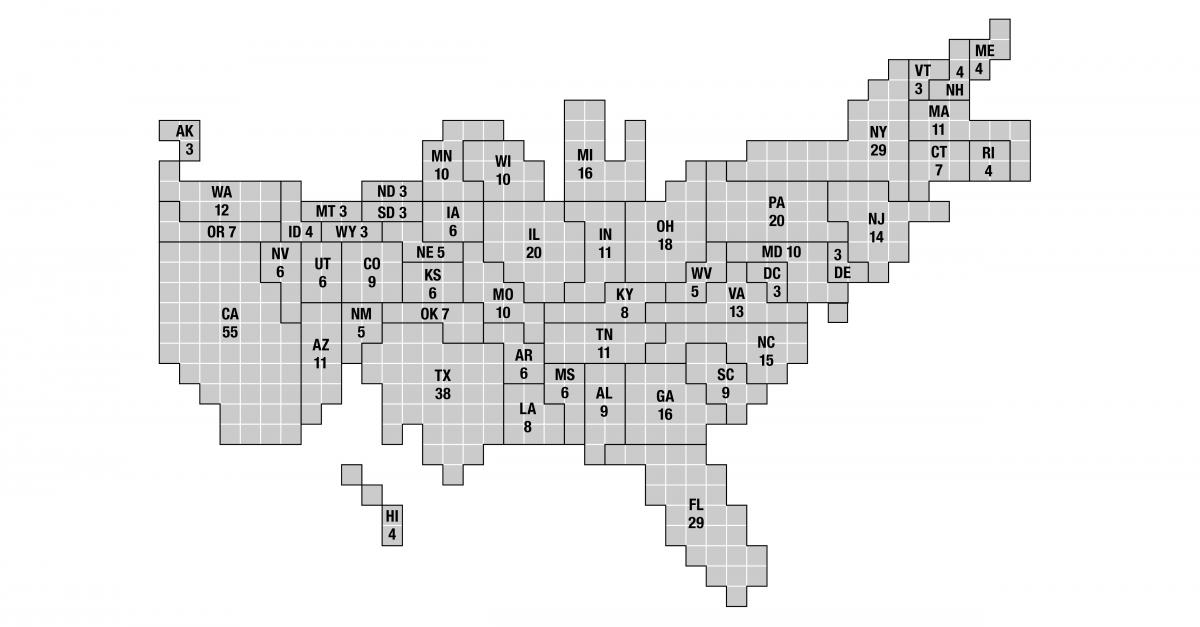 ME
4
VT
3
4
NH
MA
11
NY
29
CT
7
RI
4
AK
3
MN
10
WI
10
MI
16
WA
12
OR 7
ID 4
MT 3
WY 3
ND 3
SD 3
IA
6
NE 5
KS
6
IL
20
IN
11
OH
18
PA
20
NJ
14
MD 10
3
DE
DC
3
WV
5
VA
13
NV
6
UT
6
CO
9
CA
55
AZ
11
NM
5
OK 7
MO
10
KY
8
TN
11
NC
15
SC
9
AR
6
TX
38
LA
8
MS
6
AL
9
GA
16
FL
29
HI
4